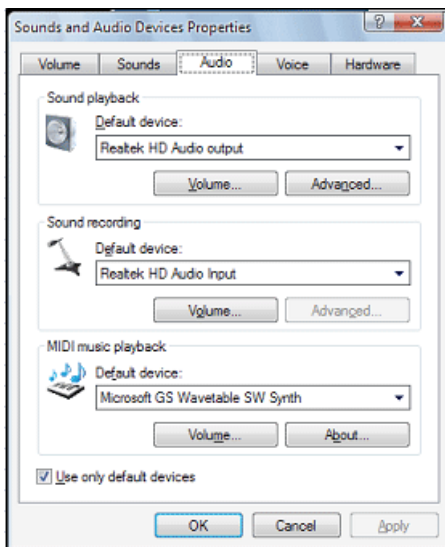 Sounds and Audio Devices Properties
?
Volume Sounds Audio Voice Hardware
Sound playback
Default device:
Realtek HD Audio output
Volume... Advanced...
Sound recording
Default device:
Realtek HD Audio Input
Volume... Advanced...
MIDI music playback
Default device:
Microsoft GS Wavetable SW Synth
Volume... About...
Use only default devices
OK Cancel Apply